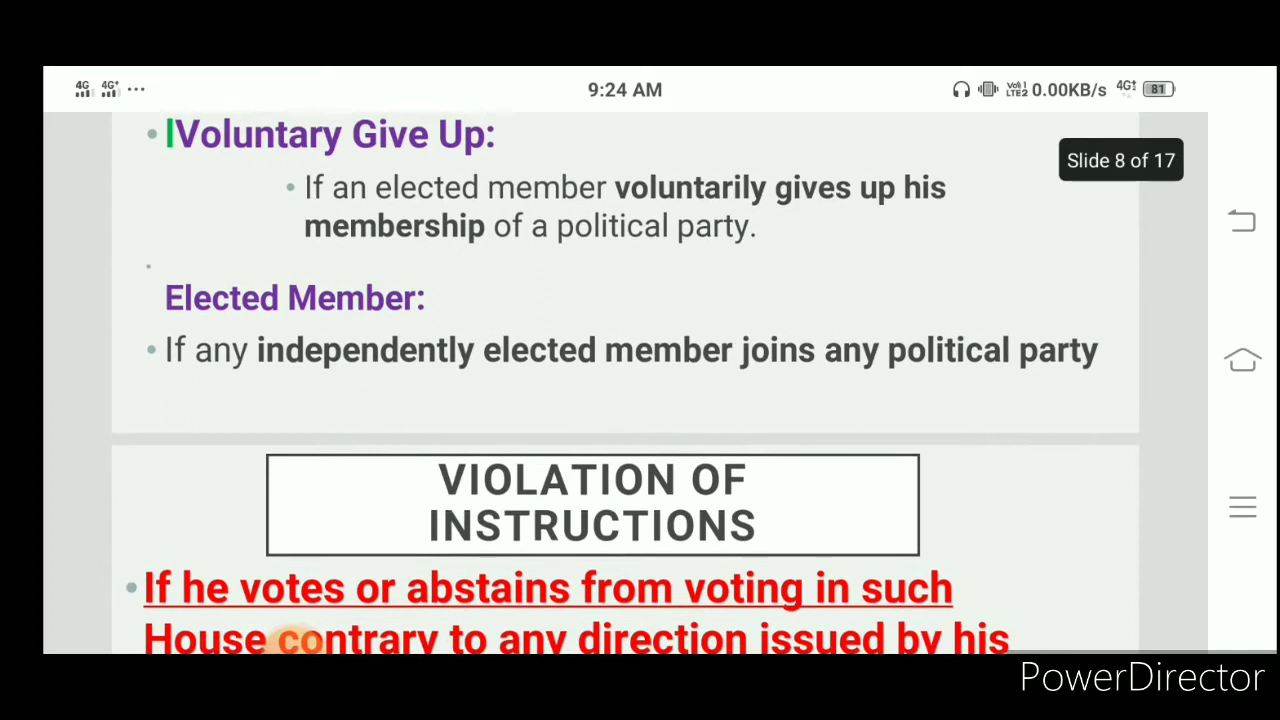 4G 4G+ ... 9:24 AM 0.00KB/s 81
Slide 8 of 17
• Voluntary Give Up:
• If an elected member voluntarily gives up his
membership of a political party.
Elected Member:
• If any independently elected member joins any political party
VIOLATION OF
INSTRUCTIONS
• If he votes or abstains from voting in such
House contrary to any direction issued by his
PowerDirector